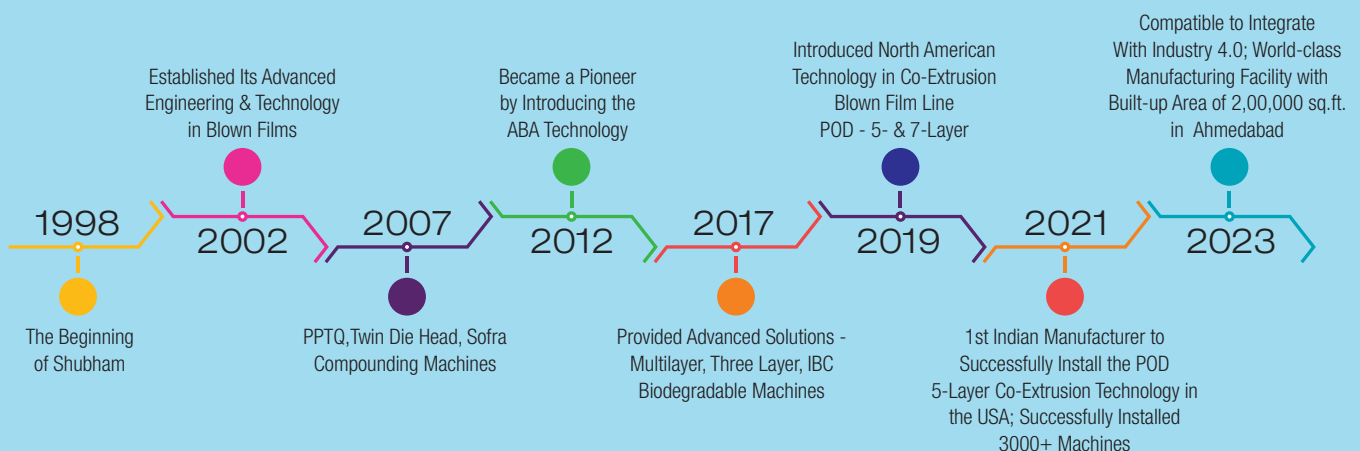 1998
The Beginning
of Shubham
Established Its Advanced
Engineering & Technology
in Blown Films
2002
2007
PPTQ,Twin Die Head, Sofra
Compounding Machines
Became a Pioneer
by Introducing the
ABA Technology
2012
2017
Provided Advanced Solutions -
Multilayer, Three Layer, IBC
Biodegradable Machines
Introduced North American
Technology in Co-Extrusion
Blown Film Line
POD - 5- & 7-Layer
2019
2021
1st Indian Manufacturer to
Successfully Install the POD
5-Layer Co-Extrusion Technology in
the USA; Successfully Installed
3000+ Machines
Compatible to Integrate
With Industry 4.0; World-class
Manufacturing Facility with
Built-up Area of 2,00,000 sq.ft.
in Ahmedabad
2023